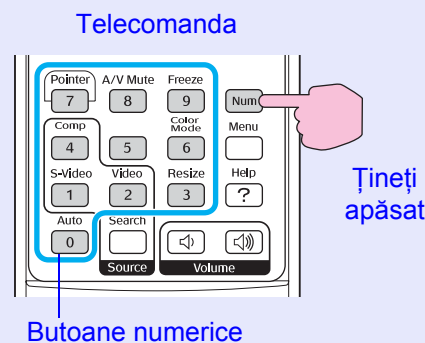 Telecomanda
Pointer A/V Mute Freeze
7 8 9 Num
Comp Color Mode Menu
4 5 6
S-Video Video Resize Help
1 2 3 ?
Țineți
apăsat
Auto Search
0
Source Volume
Butoane numerice